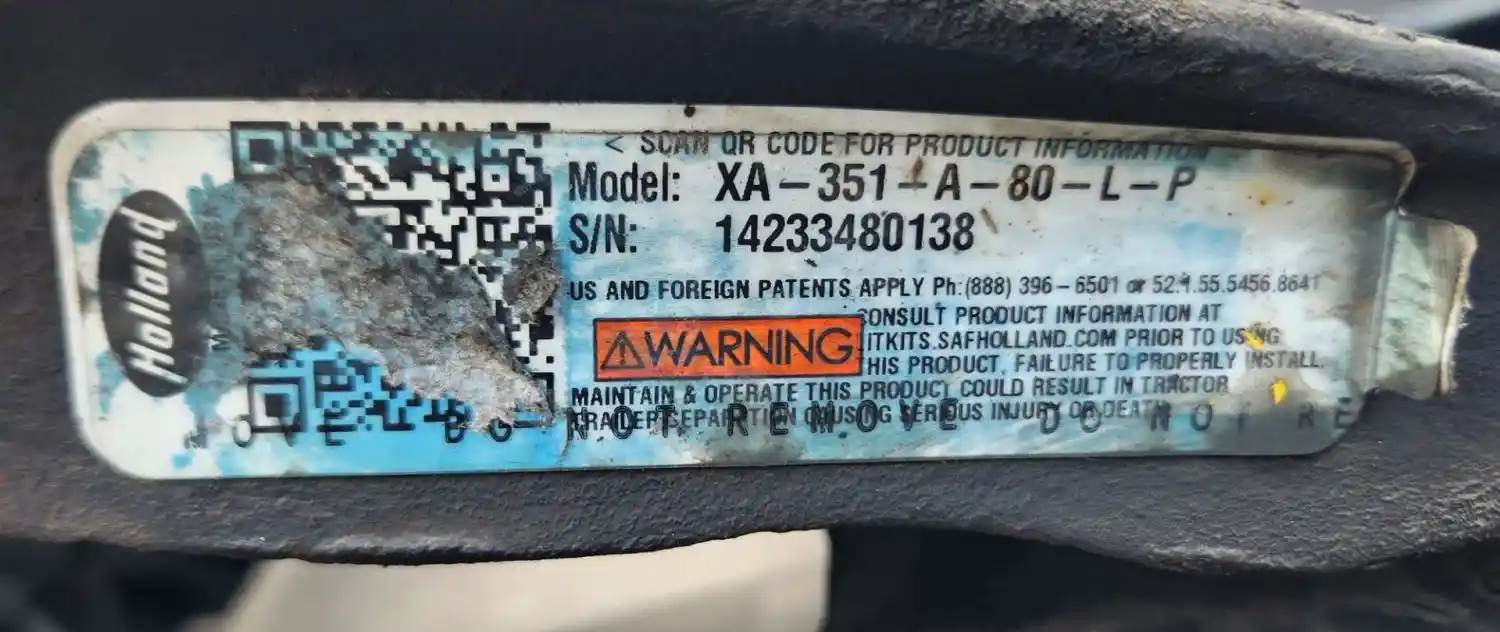 Holland
< SCAN QR CODE FOR PRODUCT INFORMATION
Model: XA-351-A-80-L-P
S/N: 14233480138
US AND FOREIGN PATENTS APPLY Ph:(888) 396-6501 or 52.1.55.5456.8641
WARNING
CONSULT PRODUCT INFORMATION AT
ITKITS.SAFHOLLAND.COM PRIOR TO USING
THIS PRODUCT, FAILURE TO PROPERLY INSTALL,
MAINTAIN & OPERATE THIS PRODUCT COULD RESULT IN TRACTOR
TRAILER SEPARATION CAUSING SERIOUS INJURY OR DEATH
NOT REMOVE DO NOT RE